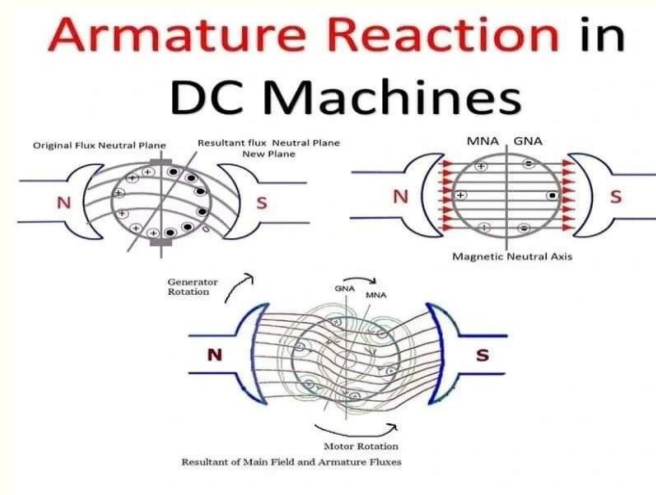 Armature Reaction in
DC Machines
Original Flux Neutral Plane
Resultant flux Neutral Plane
New Plane
N
S
MNA GNA
N
S
Magnetic Neutral Axis
Generator
Rotation
GNA
MNA
N
S
Motor Rotation
Resultant of Main Field and Armature Fluxes